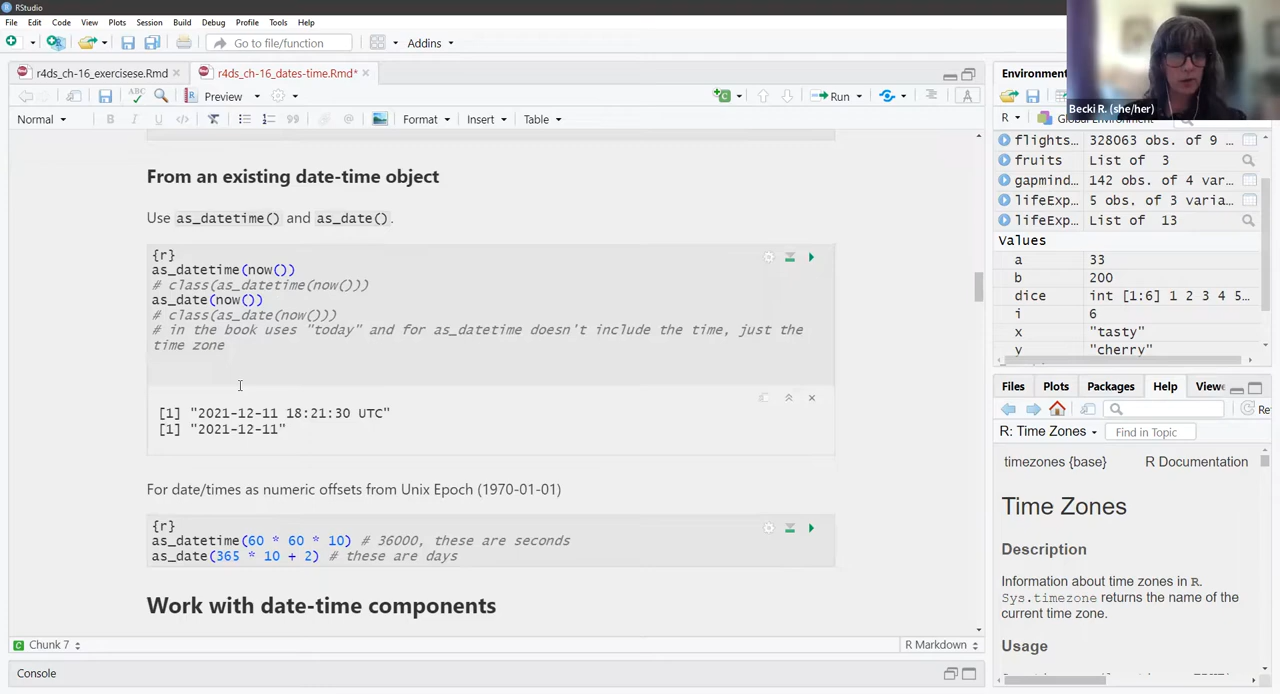 RStudio
File Edit Code View Plots Session Build Debug Profile Tools Help
Go to file/function
Addins
r4ds_ch-16_exercisese.Rmd
r4ds_ch-16_dates-time.Rmd*
Preview
Run
Normal
B I U </>
Format
Insert
Table
From an existing date-time object
Use as_datetime() and as_date().
{r}
as_datetime(now())
# class(as_datetime(now()))
as_date(now())
# class(as_date(now()))
# in the book uses "today" and for as_datetime doesn't include the time, just the
time zone
[1] "2021-12-11 18:21:30 UTC"
[1] "2021-12-11"
For date/times as numeric offsets from Unix Epoch (1970-01-01)
{r}
as_datetime(60 * 60 * 10) # 36000, these are seconds
as_date(365 * 10 + 2) # these are days
Work with date-time components
Chunk 7
R Markdown
Console
Becki R. (she/her)
Environment
R
Global Environment
flights… 328063 obs. of 9 …
fruits List of 3
gapmind… 142 obs. of 4 var…
lifeExp… 5 obs. of 3 varia…
lifeExp… List of 13
Values
a 33
b 200
dice int [1:6] 1 2 3 4 5…
i 6
x "tasty"
y "cherry"
Files Plots Packages Help View
Re
R: Time Zones
Find in Topic
timezones {base} R Documentation
Time Zones
Description
Information about time zones in R.
Sys.timezone returns the name of the
current time zone.
Usage